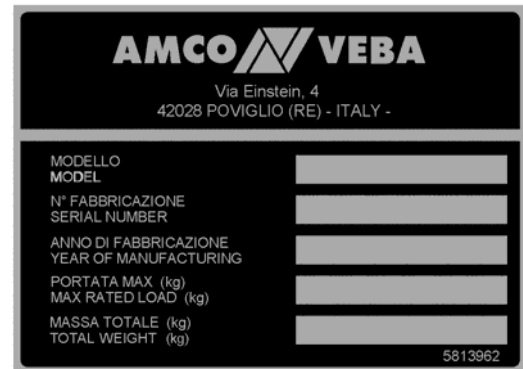 AMCO VEBA
Via Einstein, 4
42028 POVIGLIO (RE) - ITALY -
MODELLO
MODEL
N° FABBRICAZIONE
SERIAL NUMBER
ANNO DI FABBRICAZIONE
YEAR OF MANUFACTURING
PORTATA MAX (kg)
MAX RATED LOAD (kg)
MASSA TOTALE (kg)
TOTAL WEIGHT (kg)
5813962